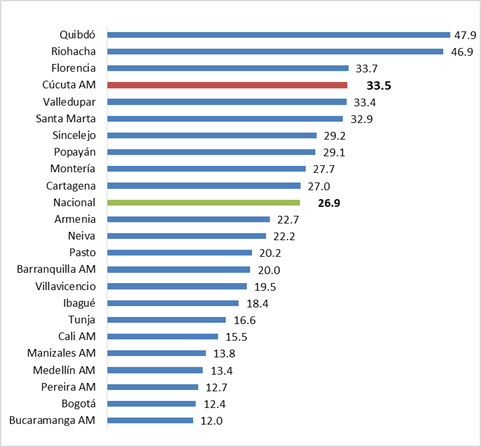 Quibdó 47.9
Riohacha 46.9
Florencia 33.7
Cúcuta AM 33.5
Valledupar 33.4
Santa Marta 32.9
Sincelejo 29.2
Popayán 29.1
Montería 27.7
Cartagena 27.0
Nacional 26.9
Armenia 22.7
Neiva 22.2
Pasto 20.2
Barranquilla AM 20.0
Villavicencio 19.5
Ibagué 18.4
Tunja 16.6
Cali AM 15.5
Manizales AM 13.8
Medellín AM 13.4
Pereira AM 12.7
Bogotá 12.4
Bucaramanga AM 12.0